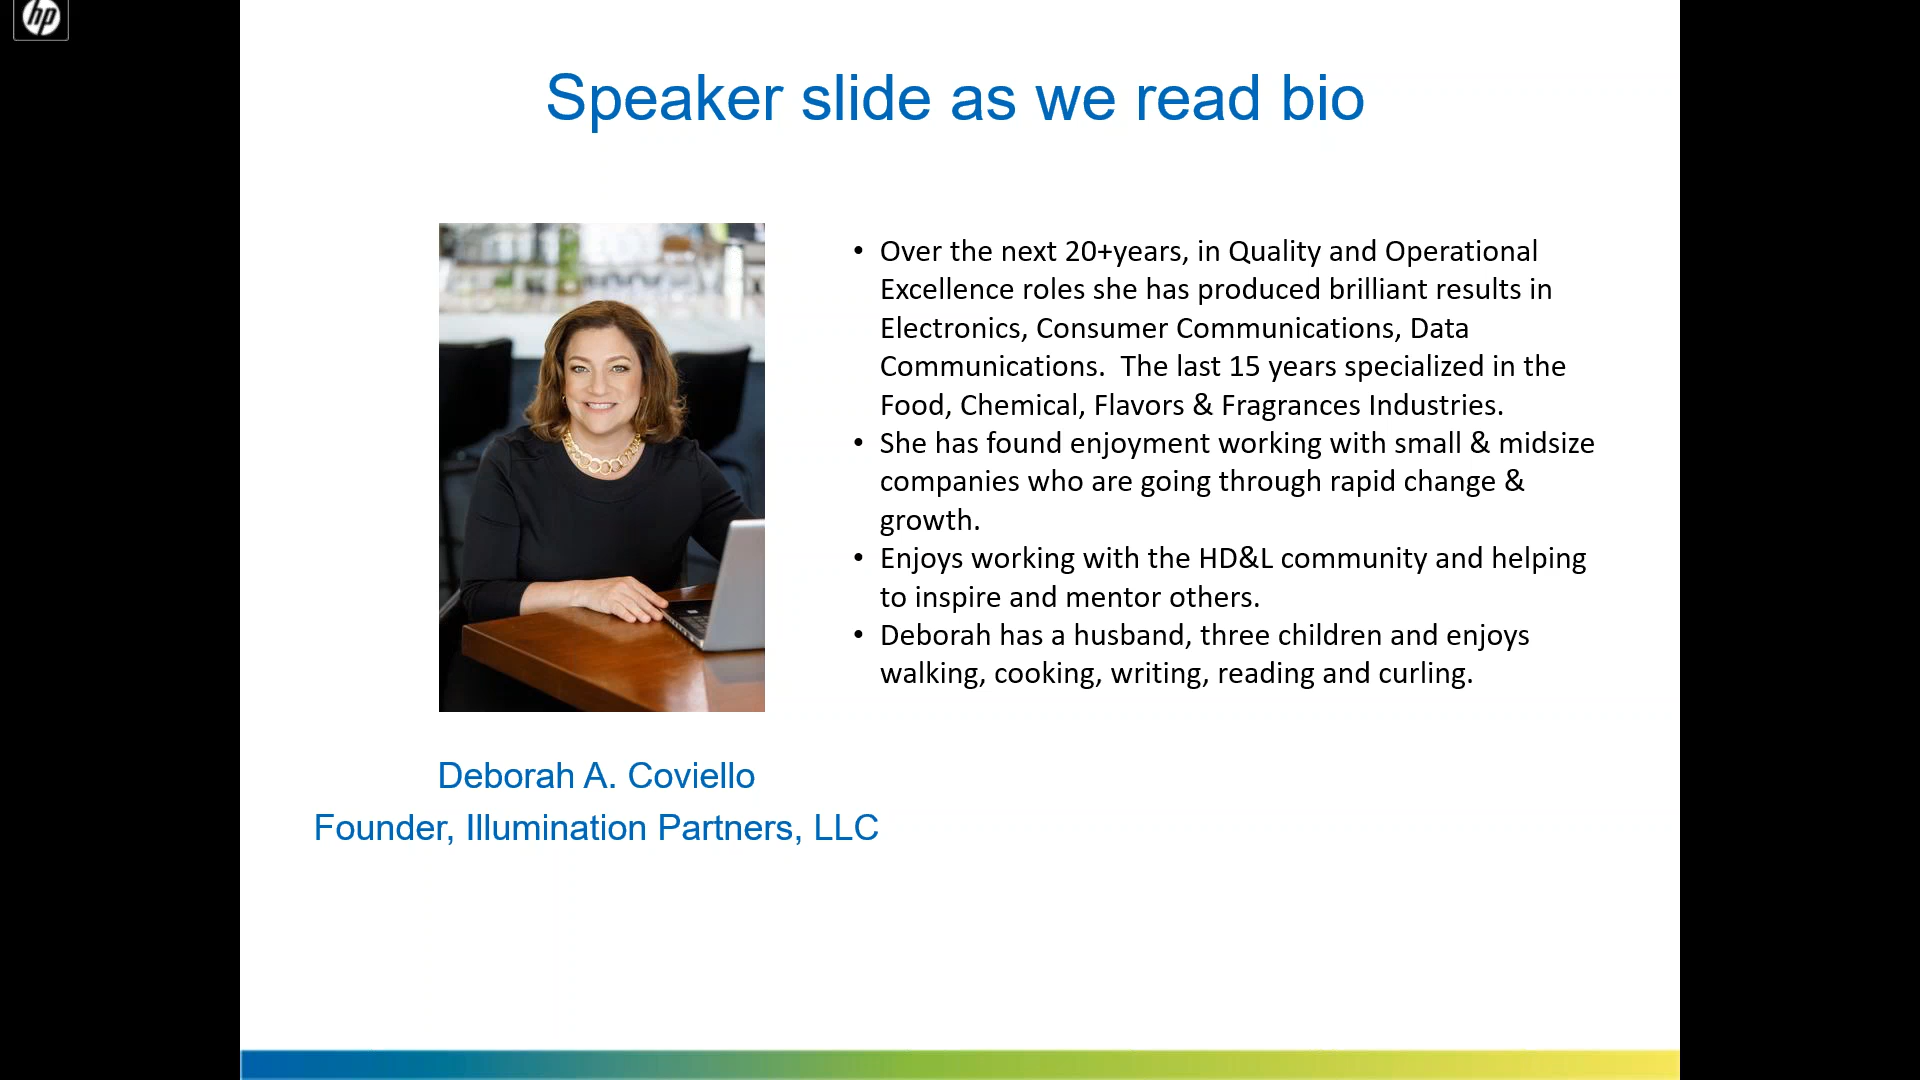 hp
Speaker slide as we read bio
• Over the next 20+years, in Quality and Operational
Excellence roles she has produced brilliant results in
Electronics, Consumer Communications, Data
Communications.  The last 15 years specialized in the
Food, Chemical, Flavors & Fragrances Industries.
• She has found enjoyment working with small & midsize
companies who are going through rapid change &
growth.
• Enjoys working with the HD&L community and helping
to inspire and mentor others.
• Deborah has a husband, three children and enjoys
walking, cooking, writing, reading and curling.
Deborah A. Coviello
Founder, Illumination Partners, LLC